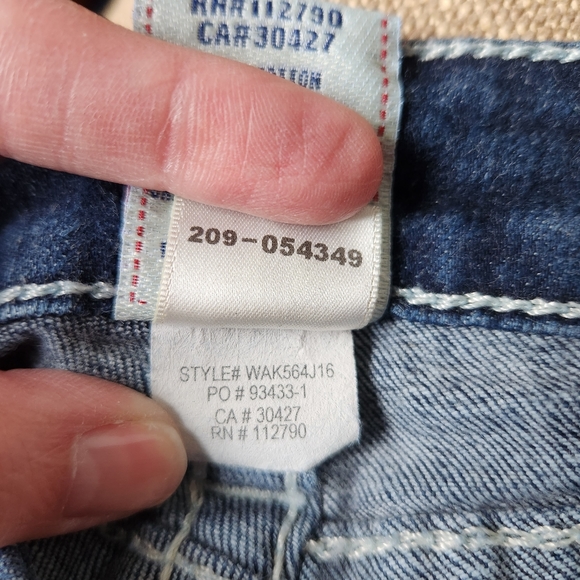 RN#112790
CA#30427
209-054349
STYLE# WAK564J16
PO # 93433-1
CA # 30427
RN # 112790